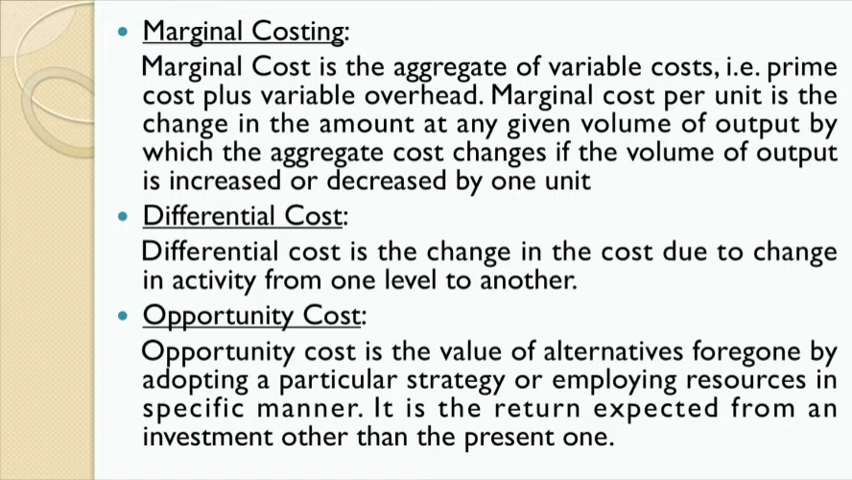 Marginal Costing:
Marginal Cost is the aggregate of variable costs, i.e. prime
cost plus variable overhead. Marginal cost per unit is the
change in the amount at any given volume of output by
which the aggregate cost changes if the volume of output
is increased or decreased by one unit
Differential Cost:
Differential cost is the change in the cost due to change
in activity from one level to another.
Opportunity Cost:
Opportunity cost is the value of alternatives foregone by
adopting a particular strategy or employing resources in
specific manner. It is the return expected from an
investment other than the present one.